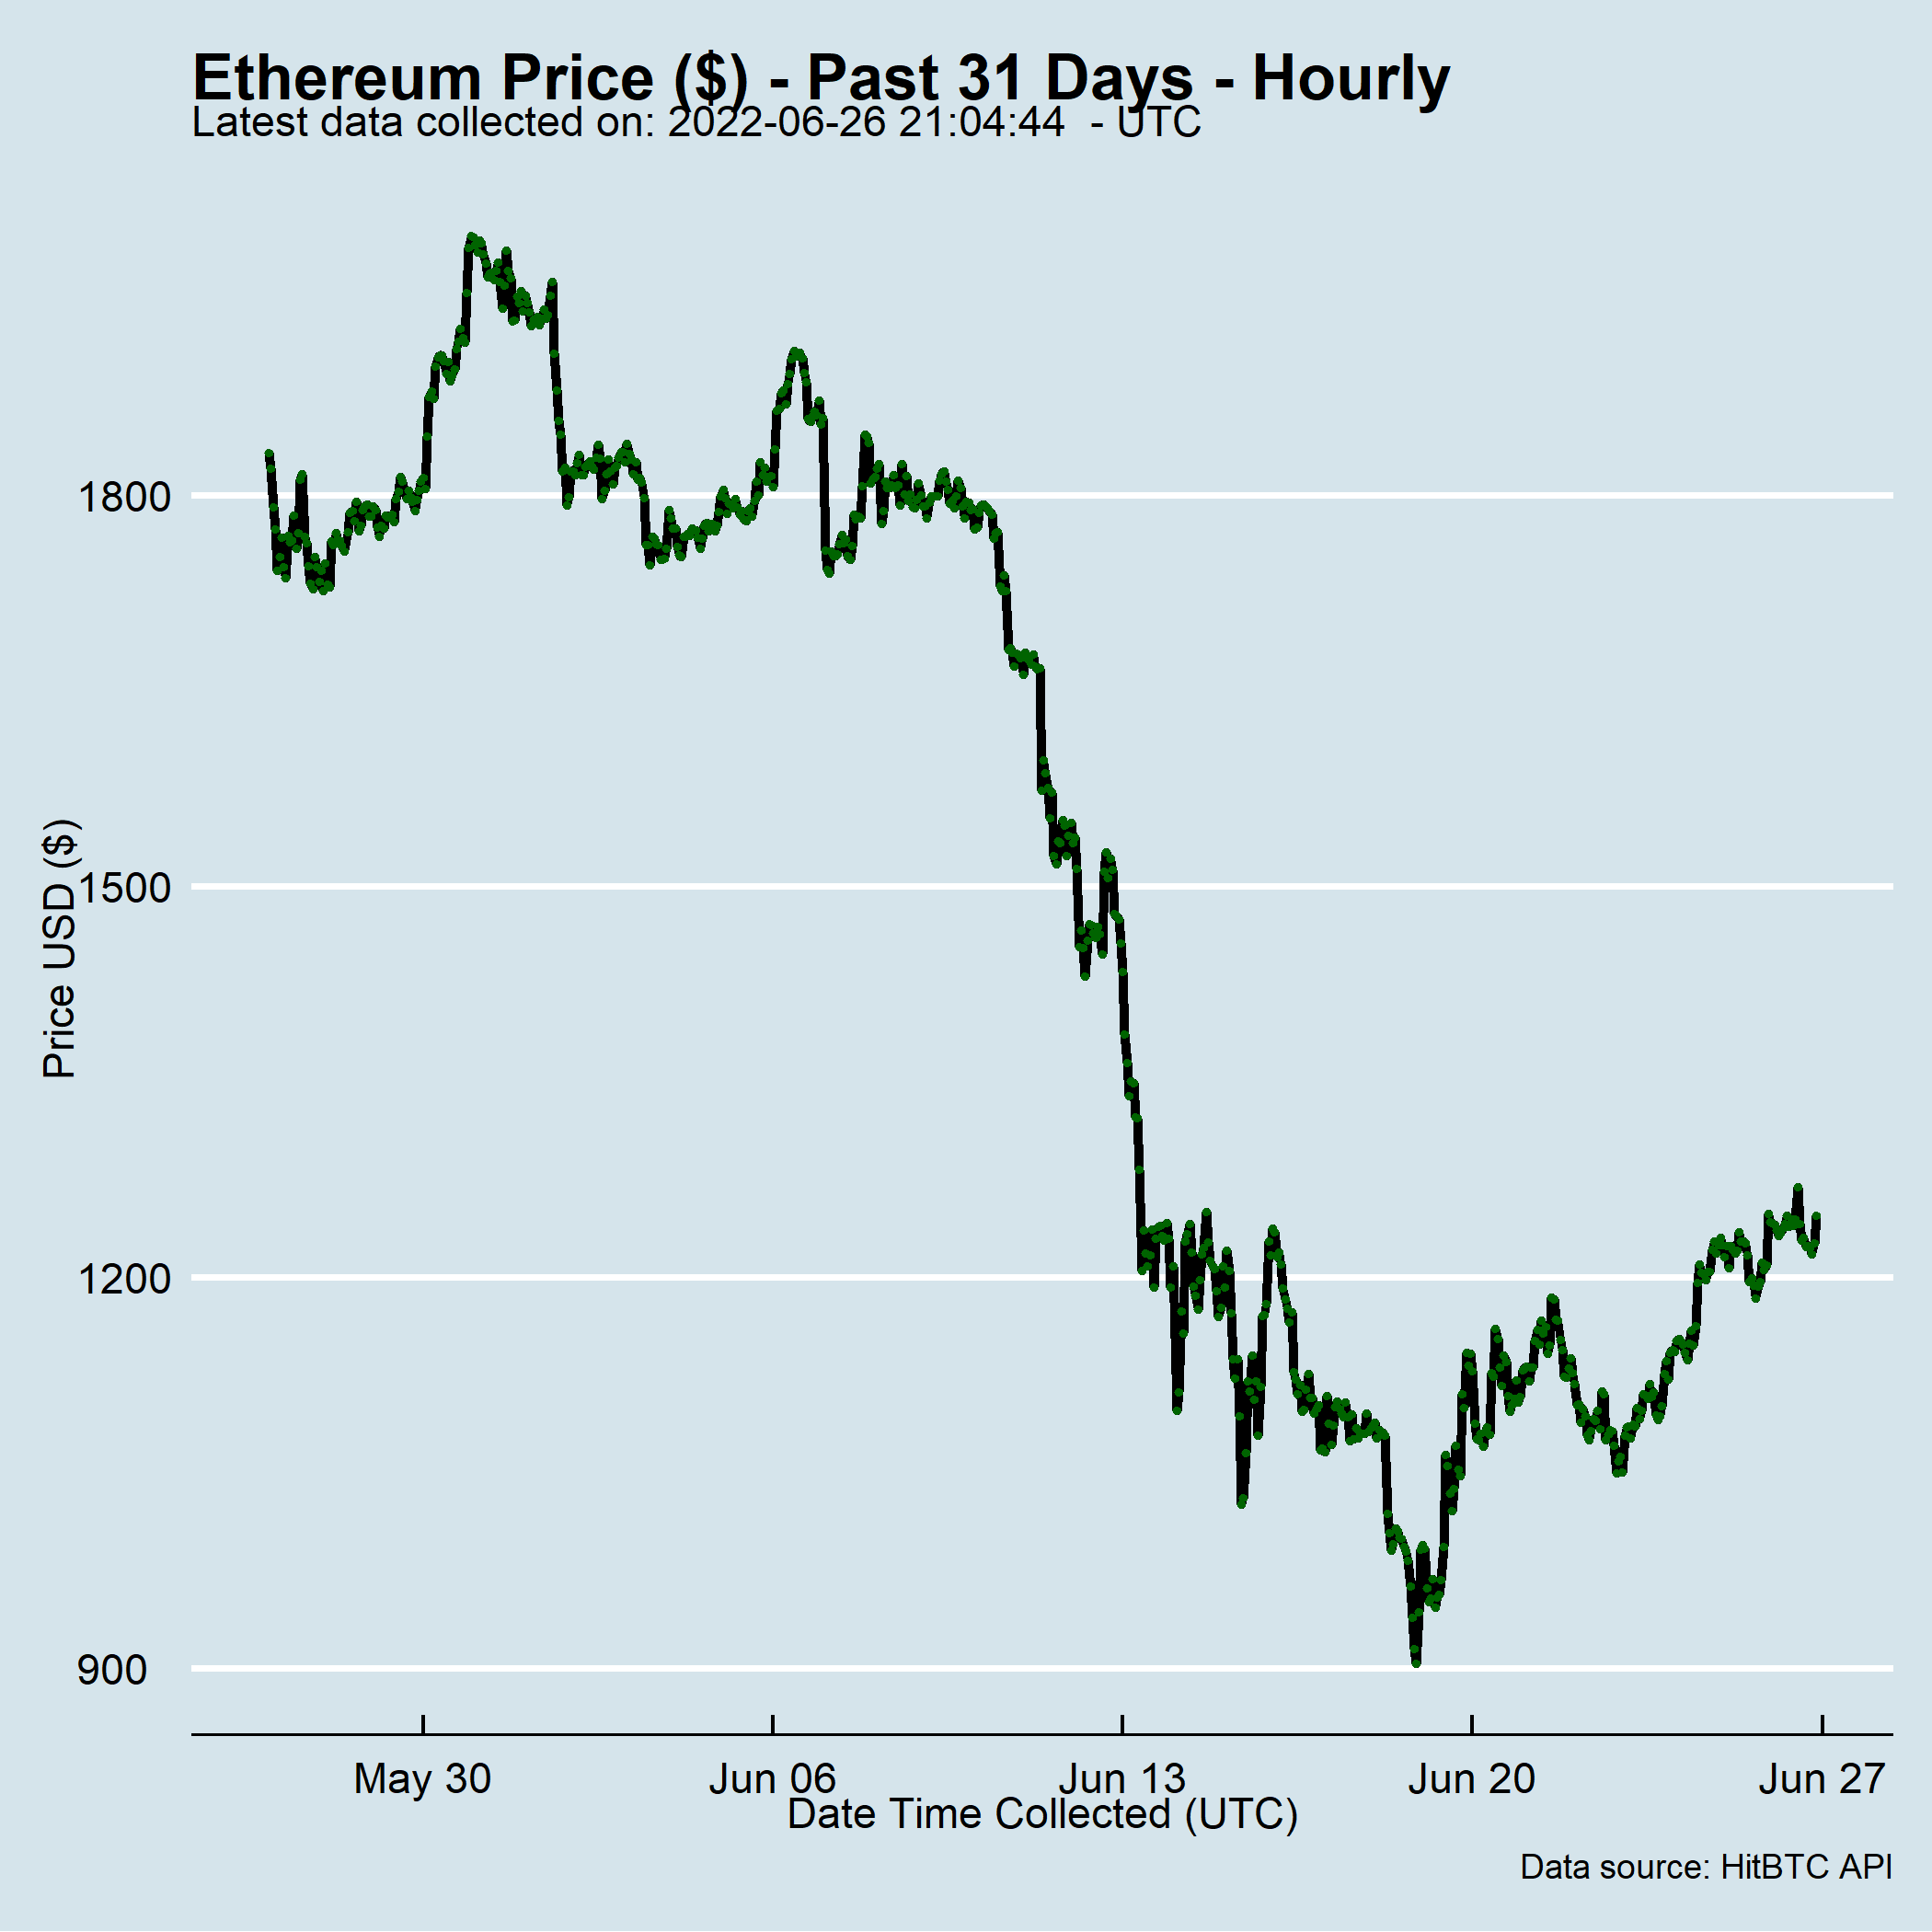 Ethereum Price ($) - Past 31 Days - Hourly
Latest data collected on: 2022-06-26 21:04:44  - UTC
Price USD ($)
1800
1500
1200
900
May 30 Jun 06 Jun 13 Jun 20 Jun 27
Date Time Collected (UTC)
Data source: HitBTC API